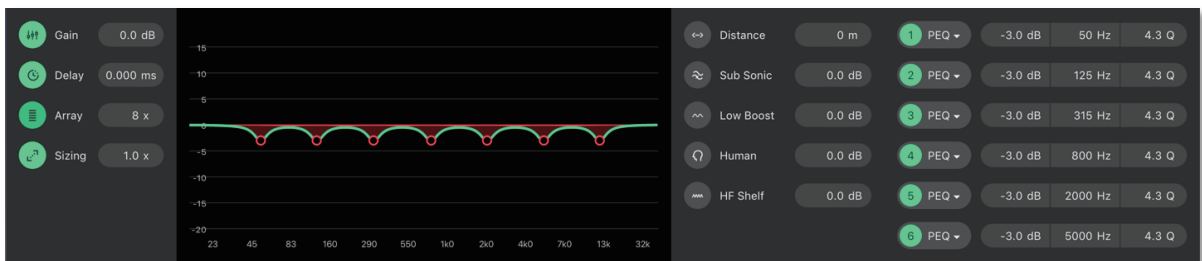 Gain 0.0 dB
Delay 0.000 ms
Array 8 x
Sizing 1.0 x
15
10
5
0
-5
-10
-15
-20
23 45 83 160 290 550 1k0 2k0 4k0 7k0 13k 32k
Distance 0 m
Sub Sonic 0.0 dB
Low Boost 0.0 dB
Human 0.0 dB
HF Shelf 0.0 dB
1 PEQ -3.0 dB 50 Hz 4.3 Q
2 PEQ -3.0 dB 125 Hz 4.3 Q
3 PEQ -3.0 dB 315 Hz 4.3 Q
4 PEQ -3.0 dB 800 Hz 4.3 Q
5 PEQ -3.0 dB 2000 Hz 4.3 Q
6 PEQ -3.0 dB 5000 Hz 4.3 Q